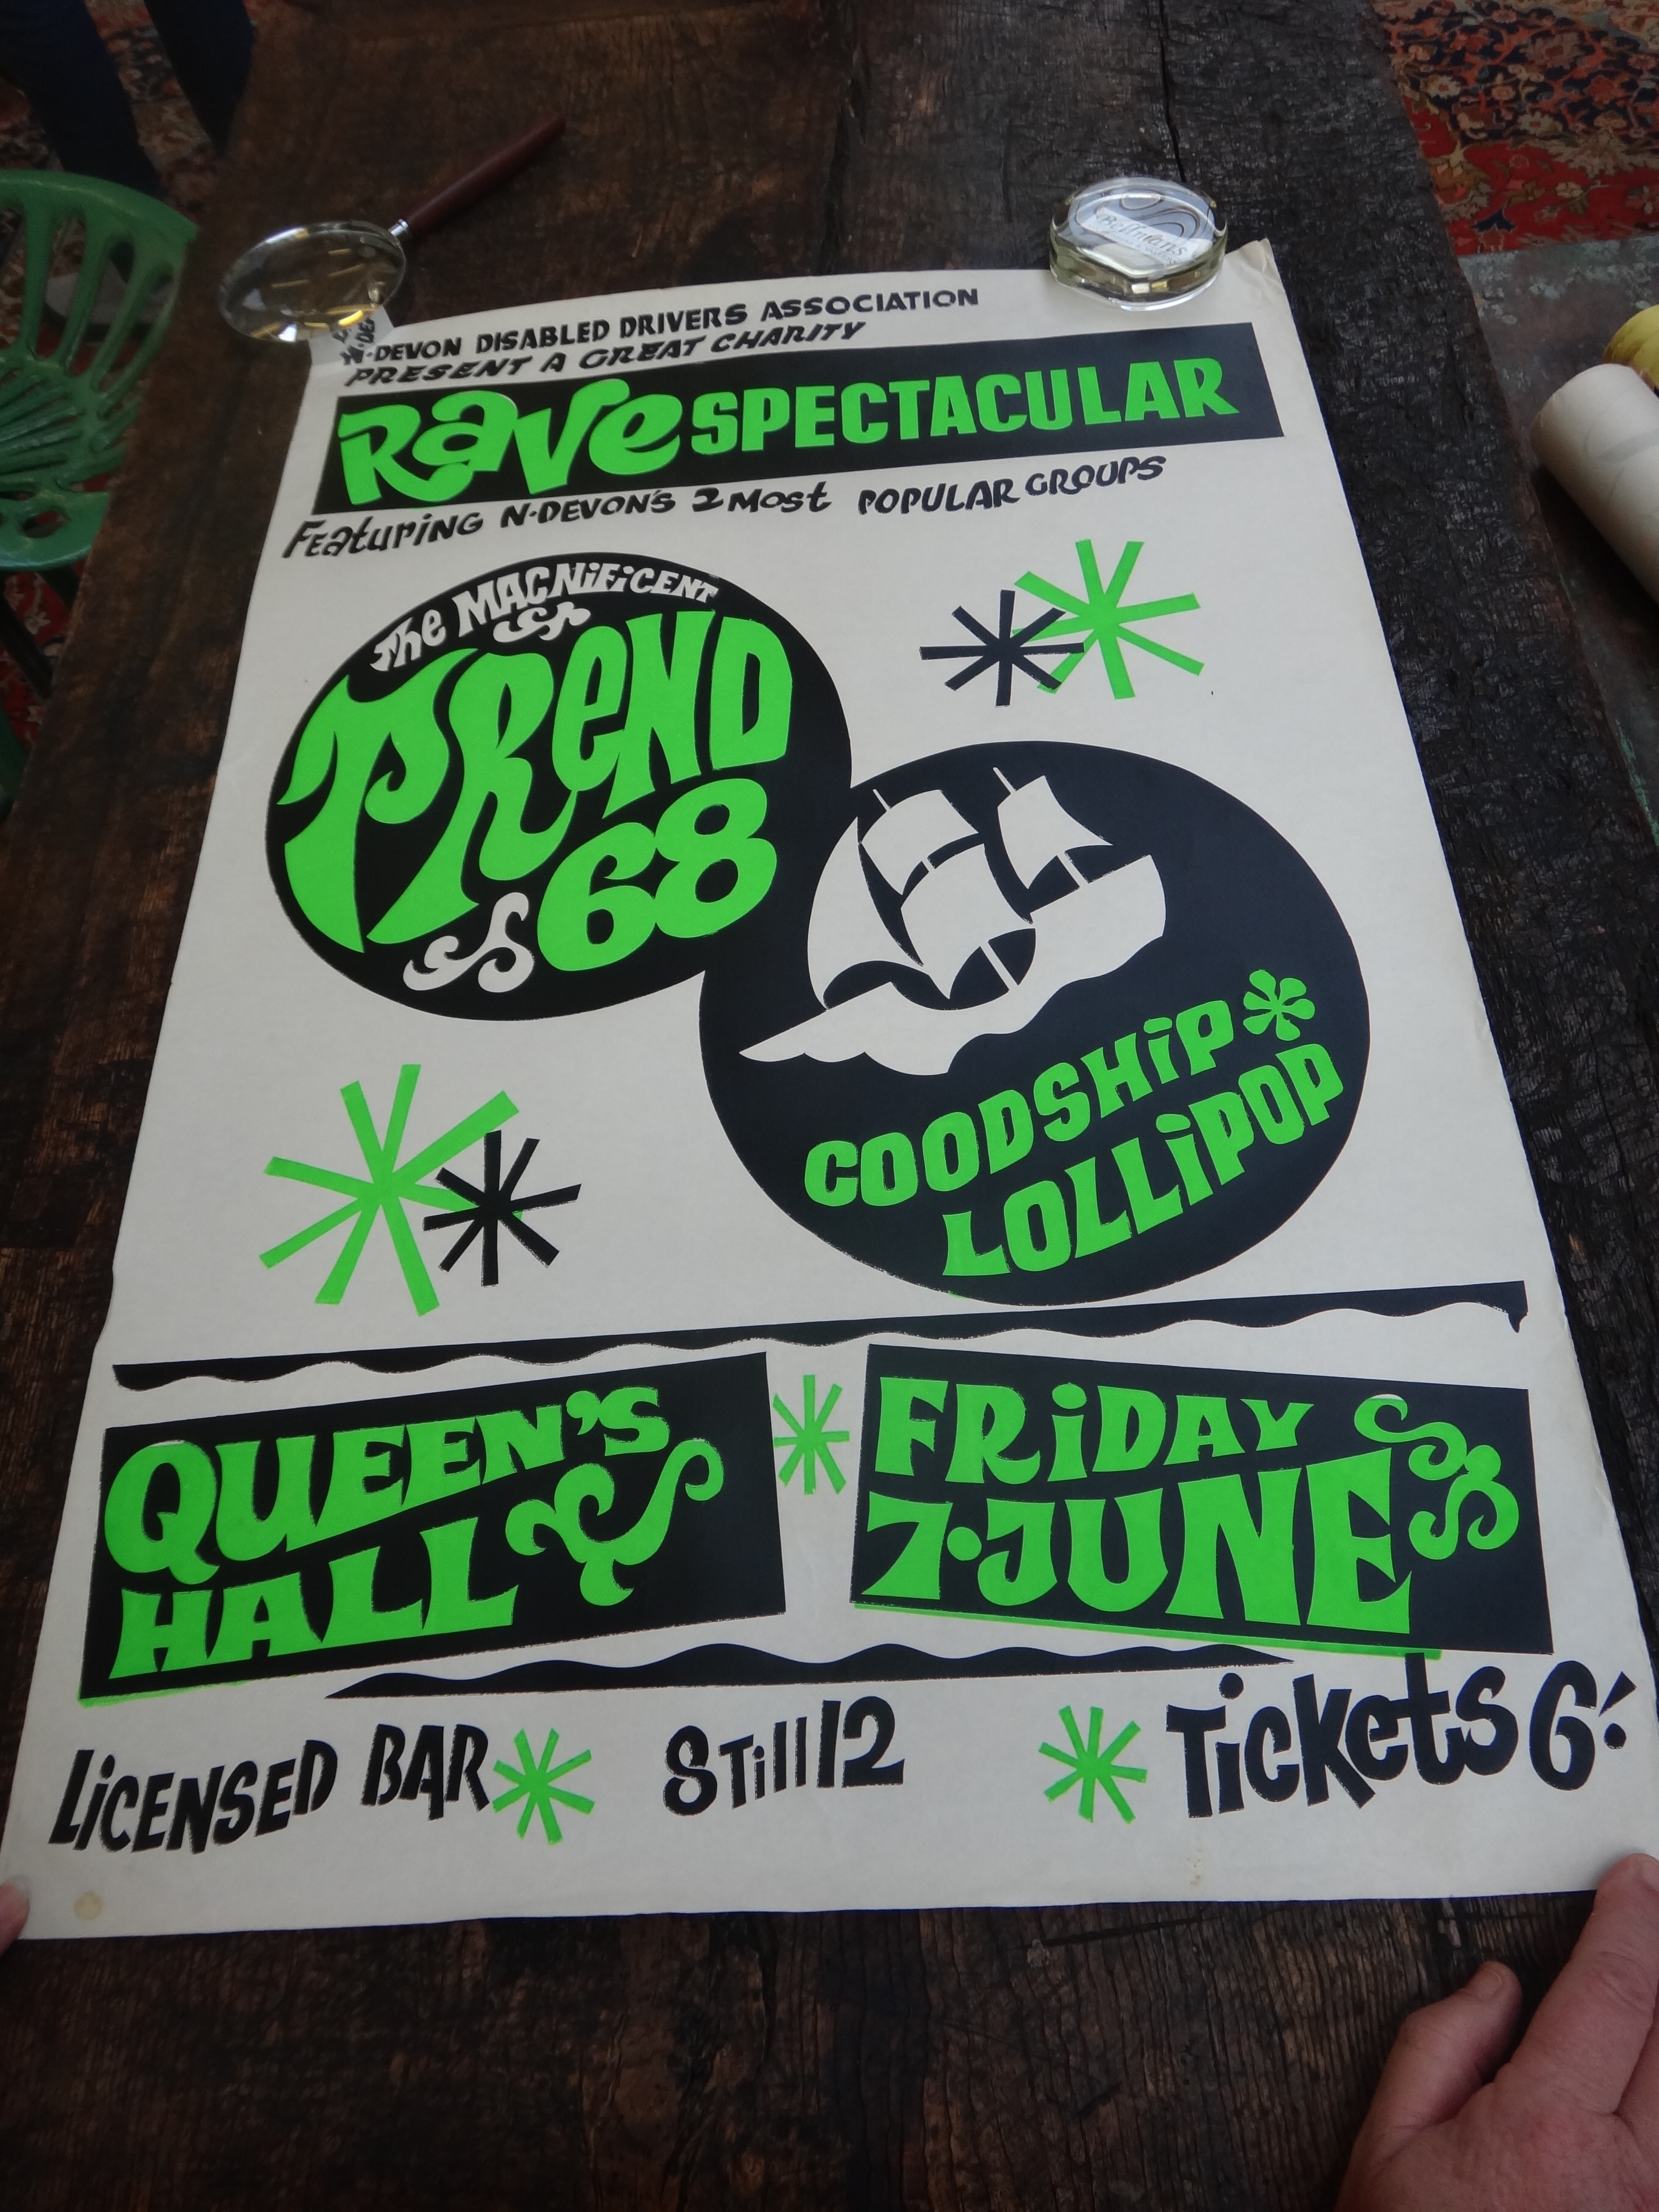 Bellmans
N·DEVON DISABLED DRIVERS ASSOCIATION
PRESENT A GREAT CHARITY
RAVE SPECTACULAR
FEATURING N·DEVON'S 2 MOST POPULAR GROUPS
The MAGNIFICENT
TREND
68
GOODSHIP
LOLLIPOP
QUEEN'S
HALL
FRIDAY
7·JUNE
LICENSED BAR 8 Till 12 Tickets 6/-